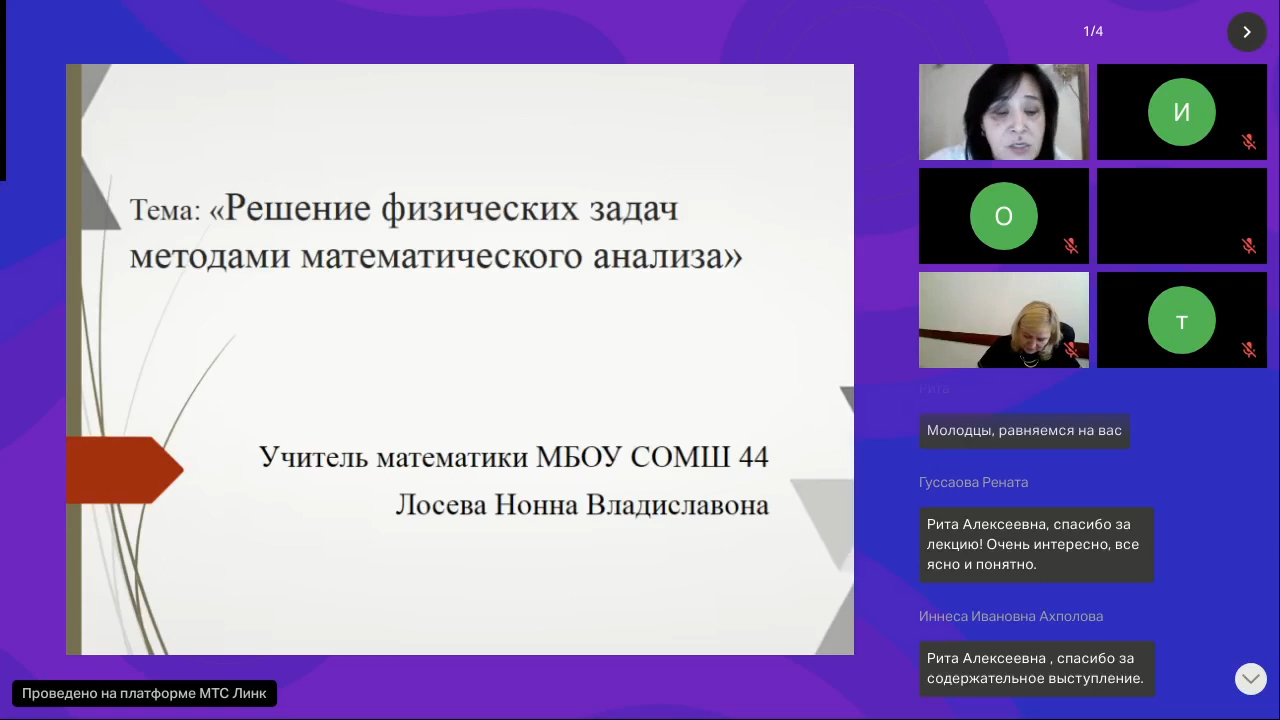 1/4
Тема: «Решение физических задач
методами математического анализа»
Учитель математики МБОУ СОМШ 44
Лосева Нонна Владиславона
И
О
т
Рита
Молодцы, равняемся на вас
Гуссаова Рената
Рита Алексеевна, спасибо за
лекцию! Очень интересно, все
ясно и понятно.
Иннеса Ивановна Ахполова
Рита Алексеевна , спасибо за
содержательное выступление.
Проведено на платформе МТС Линк